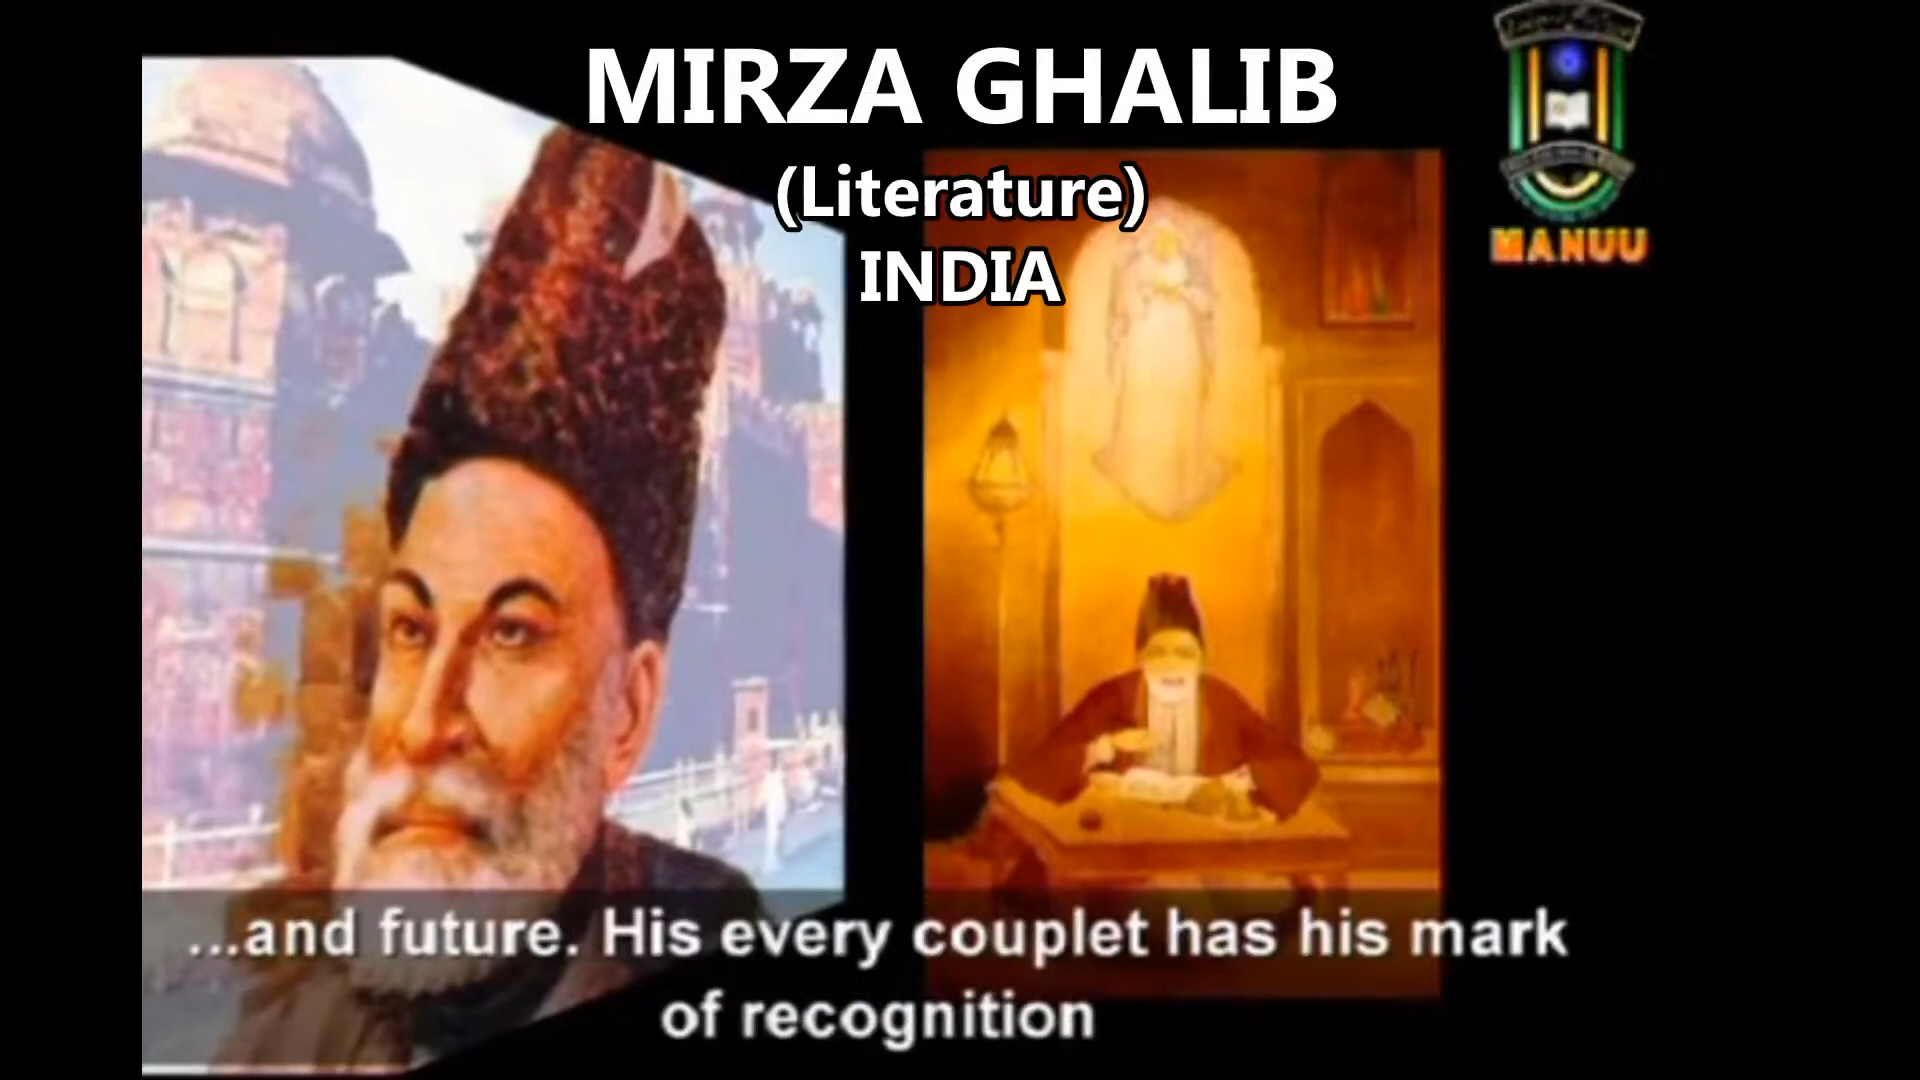 MIRZA GHALIB
(Literature)
INDIA
MANUU
...and future. His every couplet has his mark
of recognition